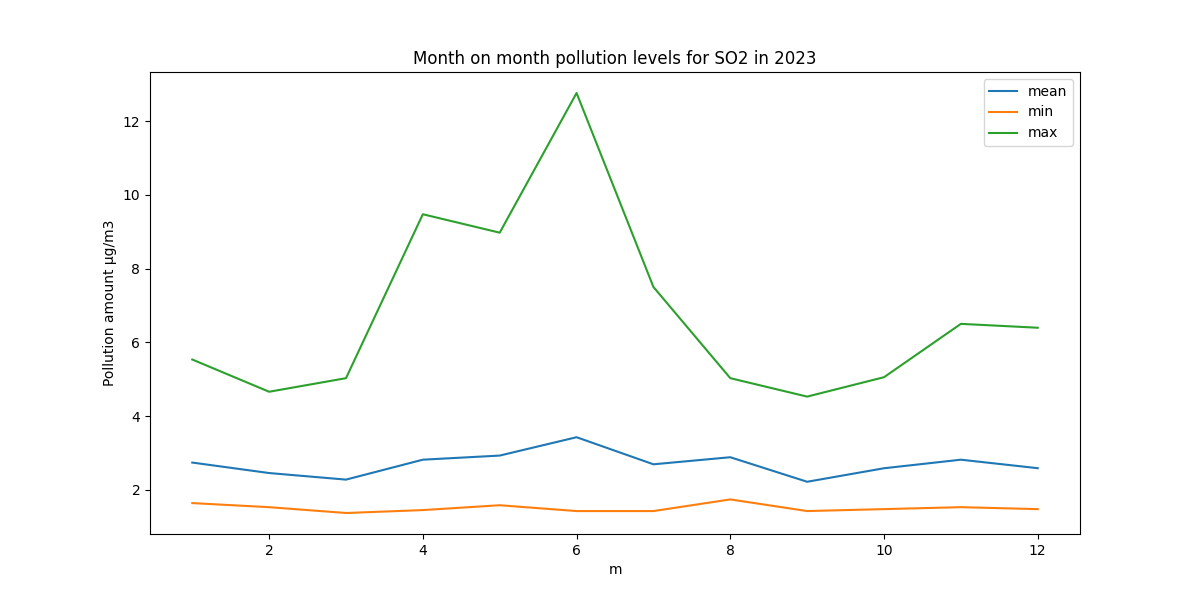 Month on month pollution levels for SO2 in 2023
mean
min
max
12
10
8
6
4
2
Pollution amount µg/m3
2 4 6 8 10 12
m